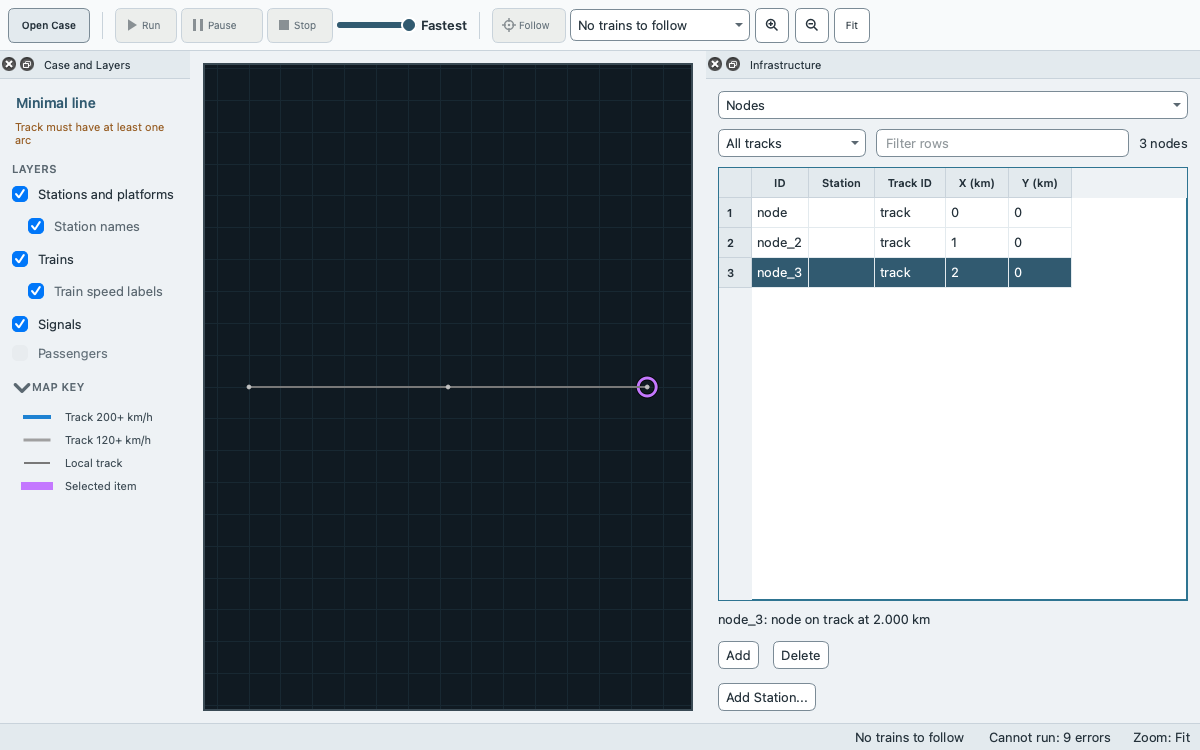 Open Case
Run
Pause
Stop
Fastest
Follow
No trains to follow
Fit
Case and Layers
Minimal line
Track must have at least one
arc
LAYERS
Stations and platforms
Station names
Trains
Train speed labels
Signals
Passengers
MAP KEY
Track 200+ km/h
Track 120+ km/h
Local track
Selected item
Infrastructure
Nodes
All tracks
Filter rows
3 nodes
ID Station Track ID X (km) Y (km)
1 node track 0 0
2 node_2 track 1 0
3 node_3 track 2 0
node_3: node on track at 2.000 km
Add
Delete
Add Station...
No trains to follow
Cannot run: 9 errors
Zoom: Fit